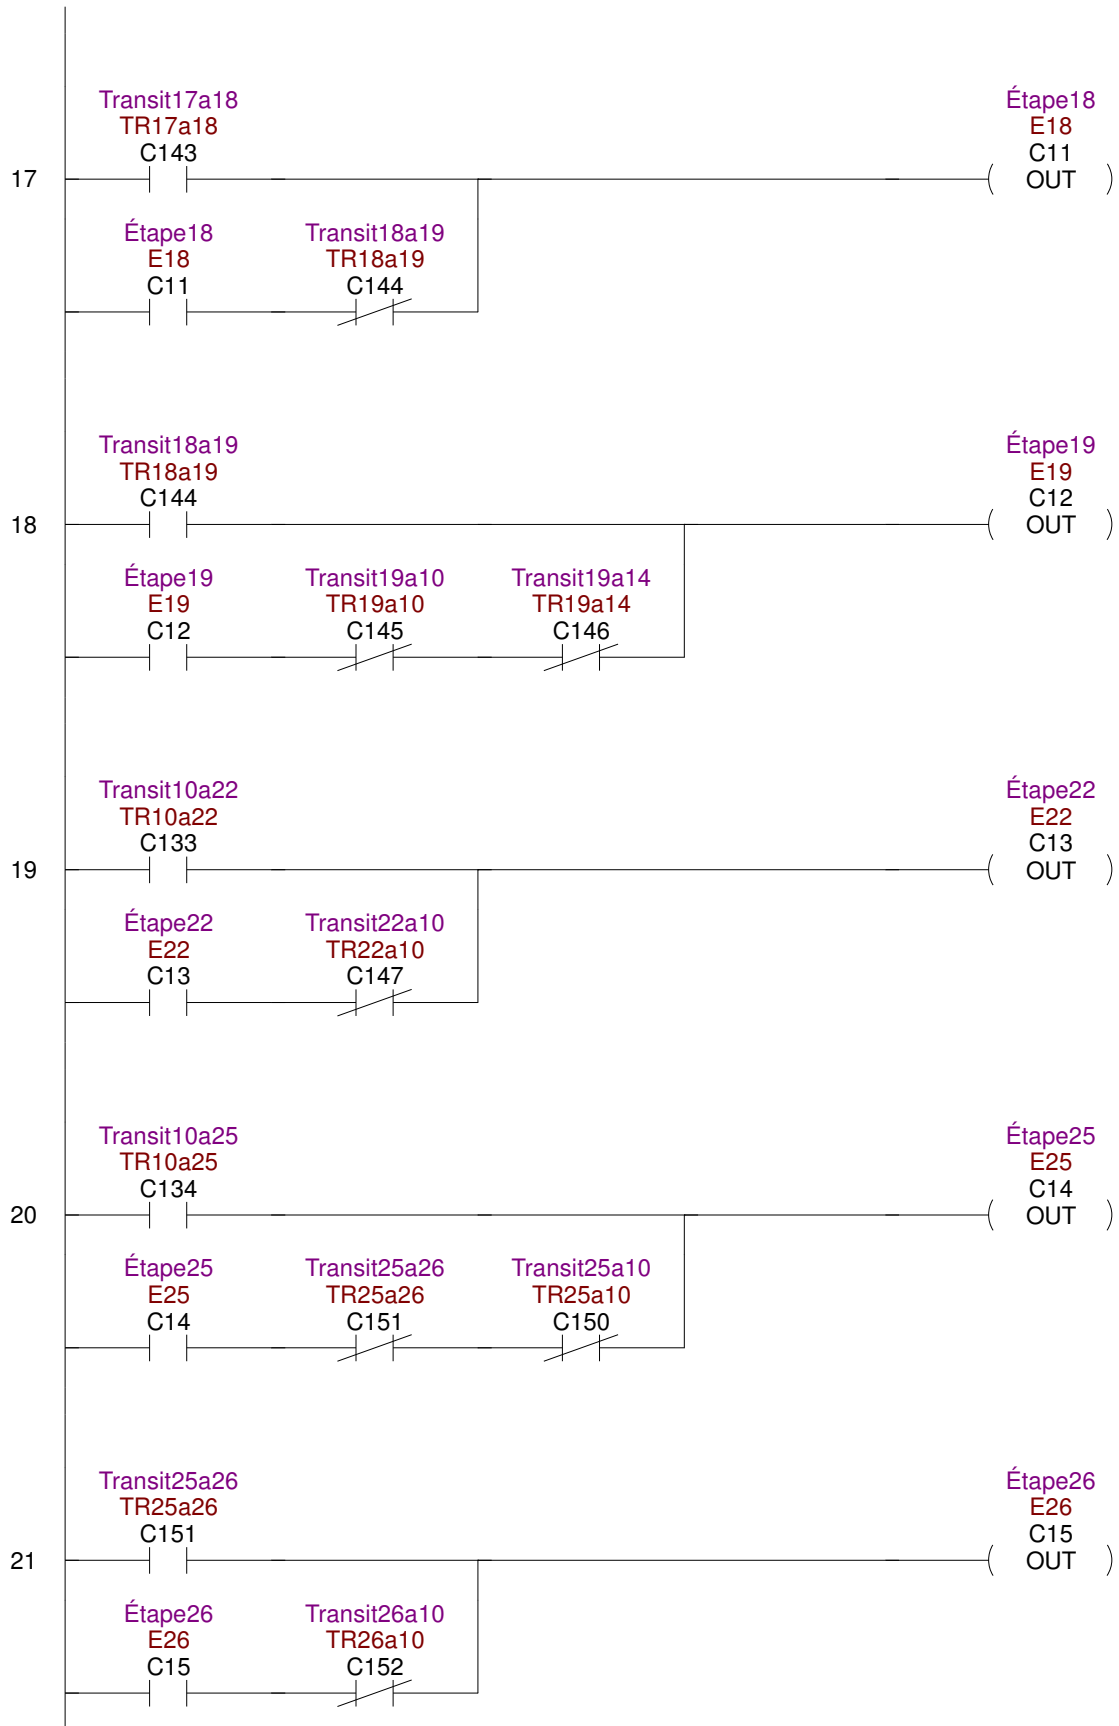 Transit17a18
TR17a18
C143
Étape18
E18
C11
17
OUT
Étape18
E18
C11
Transit18a19
TR18a19
C144
Transit18a19
TR18a19
C144
Étape19
E19
C12
18
OUT
Étape19
E19
C12
Transit19a10
TR19a10
C145
Transit19a14
TR19a14
C146
Transit10a22
TR10a22
C133
Étape22
E22
C13
19
OUT
Étape22
E22
C13
Transit22a10
TR22a10
C147
Transit10a25
TR10a25
C134
Étape25
E25
C14
20
OUT
Étape25
E25
C14
Transit25a26
TR25a26
C151
Transit25a10
TR25a10
C150
Transit25a26
TR25a26
C151
Étape26
E26
C15
21
OUT
Étape26
E26
C15
Transit26a10
TR26a10
C152